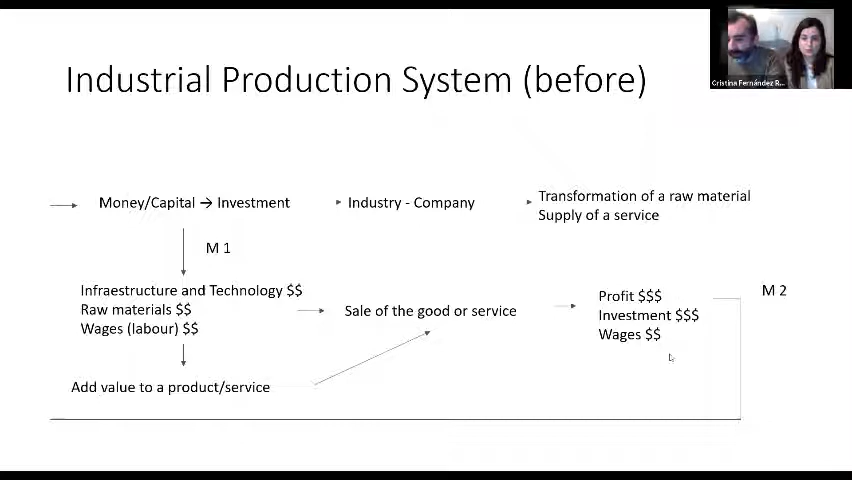 Cristina Fernández R...
Industrial Production System (before)
Money/Capital → Investment
Industry - Company
Transformation of a raw material
Supply of a service
M 1
Infraestructure and Technology $$
Raw materials $$
Wages (labour) $$
Sale of the good or service
Profit $$$
Investment $$$
Wages $$
M 2
Add value to a product/service